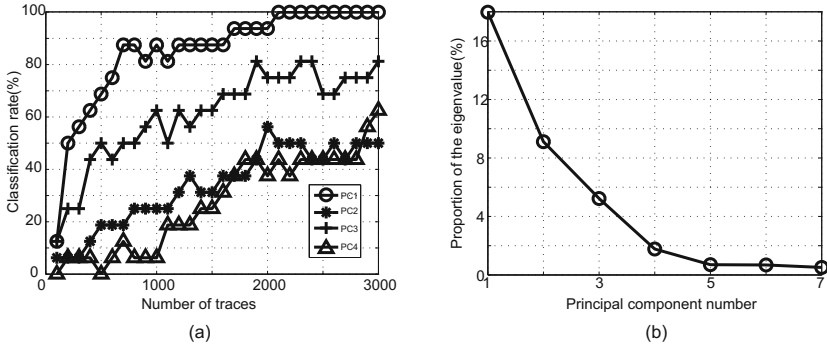 Classification rate(%)
100
80
60
40
20
0
0
1000
2000
3000
Number of traces
PC1
PC2
PC3
PC4
(a)
Proportion of the eigenvalue(%)
16
12
8
4
0
1
3
5
7
Principal component number
(b)